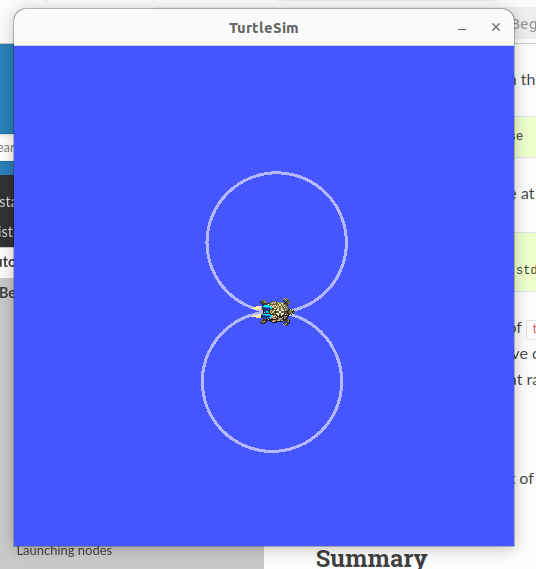 TurtleSim
Beg
th
ear
se
at
sta
ist
uto
std
Be
of t
ve c
at ra
of
Launching nodes
Summary